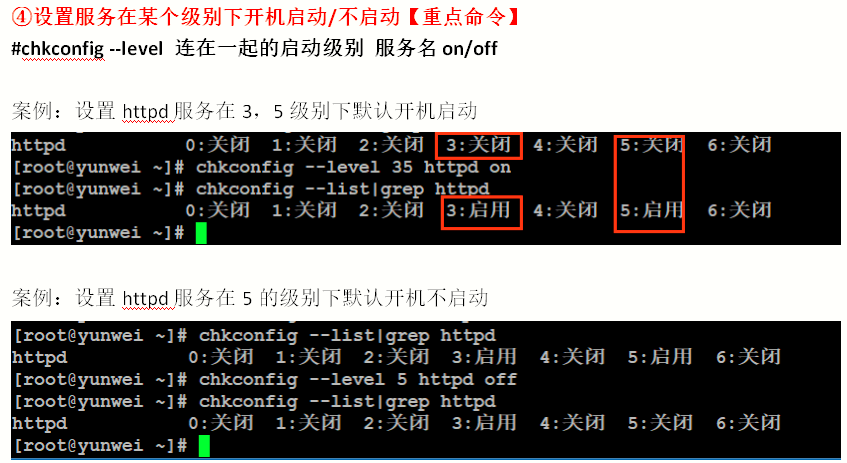 ④设置服务在某个级别下开机启动/不启动【重点命令】
#chkconfig --level 连在一起的启动级别 服务名 on/off
案例：设置 httpd 服务在 3，5 级别下默认开机启动
httpd 0:关闭 1:关闭 2:关闭 3:关闭 4:关闭 5:关闭 6:关闭
[root@yunwei ~]# chkconfig --level 35 httpd on
[root@yunwei ~]# chkconfig --list|grep httpd
httpd 0:关闭 1:关闭 2:关闭 3:启用 4:关闭 5:启用 6:关闭
[root@yunwei ~]#
案例：设置 httpd 服务在 5 的级别下默认开机不启动
[root@yunwei ~]# chkconfig --list|grep httpd
httpd 0:关闭 1:关闭 2:关闭 3:启用 4:关闭 5:启用 6:关闭
[root@yunwei ~]# chkconfig --level 5 httpd off
[root@yunwei ~]# chkconfig --list|grep httpd
httpd 0:关闭 1:关闭 2:关闭 3:启用 4:关闭 5:关闭 6:关闭
[root@yunwei ~]#